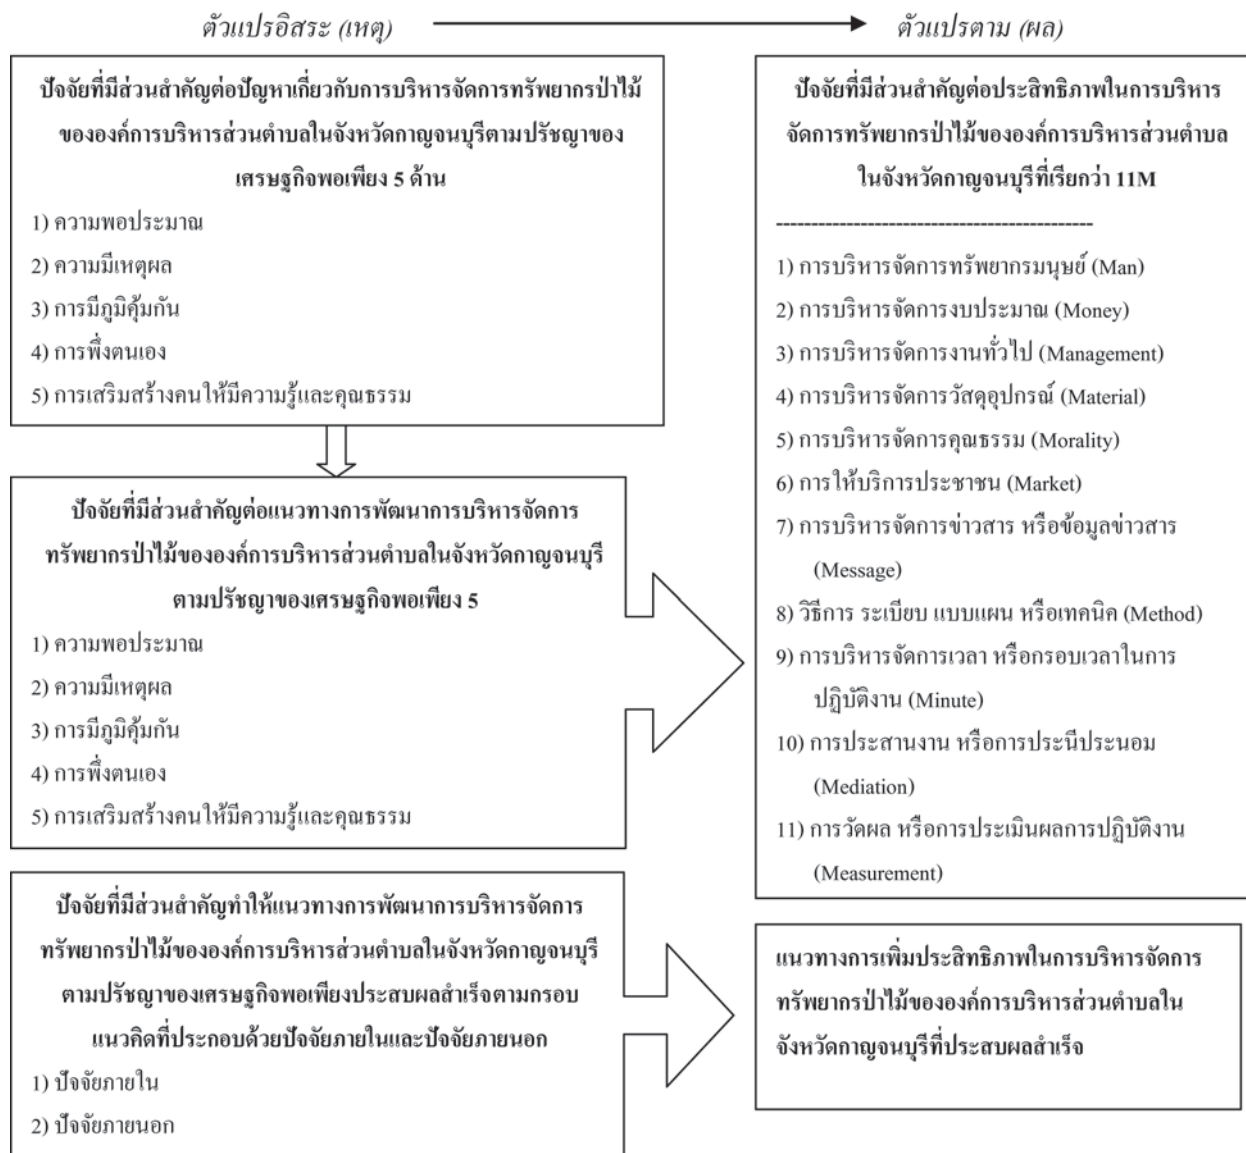 ตัวแปรอิสระ (เหตุ)
ตัวแปรตาม (ผล)
ปัจจัยที่มีส่วนสำคัญต่อปัญหาเกี่ยวกับการบริหารจัดการทรัพยากรป่าไม้
ขององค์การบริหารส่วนตำบลในจังหวัดกาญจนบุรีตามปรัชญาของ
เศรษฐกิจพอเพียง 5 ด้าน
1) ความพอประมาณ
2) ความมีเหตุผล
3) การมีภูมิคุ้มกัน
4) การพึ่งตนเอง
5) การเสริมสร้างคนให้มีความรู้และคุณธรรม
ปัจจัยที่มีส่วนสำคัญต่อแนวทางการพัฒนาการบริหารจัดการ
ทรัพยากรป่าไม้ขององค์การบริหารส่วนตำบลในจังหวัดกาญจนบุรี
ตามปรัชญาของเศรษฐกิจพอเพียง 5
1) ความพอประมาณ
2) ความมีเหตุผล
3) การมีภูมิคุ้มกัน
4) การพึ่งตนเอง
5) การเสริมสร้างคนให้มีความรู้และคุณธรรม
ปัจจัยที่มีส่วนสำคัญทำให้แนวทางการพัฒนาการบริหารจัดการ
ทรัพยากรป่าไม้ขององค์การบริหารส่วนตำบลในจังหวัดกาญจนบุรี
ตามปรัชญาของเศรษฐกิจพอเพียงประสบผลสำเร็จตามกรอบ
แนวคิดที่ประกอบด้วยปัจจัยภายในและปัจจัยภายนอก
1) ปัจจัยภายใน
2) ปัจจัยภายนอก
ปัจจัยที่มีส่วนสำคัญต่อประสิทธิภาพในการบริหาร
จัดการทรัพยากรป่าไม้ขององค์การบริหารส่วนตำบล
ในจังหวัดกาญจนบุรีที่เรียกว่า 11M
---------------------------------------------
1) การบริหารจัดการทรัพยากรมนุษย์ (Man)
2) การบริหารจัดการงบประมาณ (Money)
3) การบริหารจัดการงานทั่วไป (Management)
4) การบริหารจัดการวัสดุอุปกรณ์ (Material)
5) การบริหารจัดการคุณธรรม (Morality)
6) การให้บริการประชาชน (Market)
7) การบริหารจัดการข่าวสาร หรือข้อมูลข่าวสาร
(Message)
8) วิธีการ ระเบียบ แบบแผน หรือเทคนิค (Method)
9) การบริหารจัดการเวลา หรือกรอบเวลาในการ
ปฏิบัติงาน (Minute)
10) การประสานงาน หรือการประนีประนอม
(Mediation)
11) การวัดผล หรือการประเมินผลการปฏิบัติงาน
(Measurement)
แนวทางการเพิ่มประสิทธิภาพในการบริหารจัดการ
ทรัพยากรป่าไม้ขององค์การบริหารส่วนตำบลใน
จังหวัดกาญจนบุรีที่ประสบผลสำเร็จ